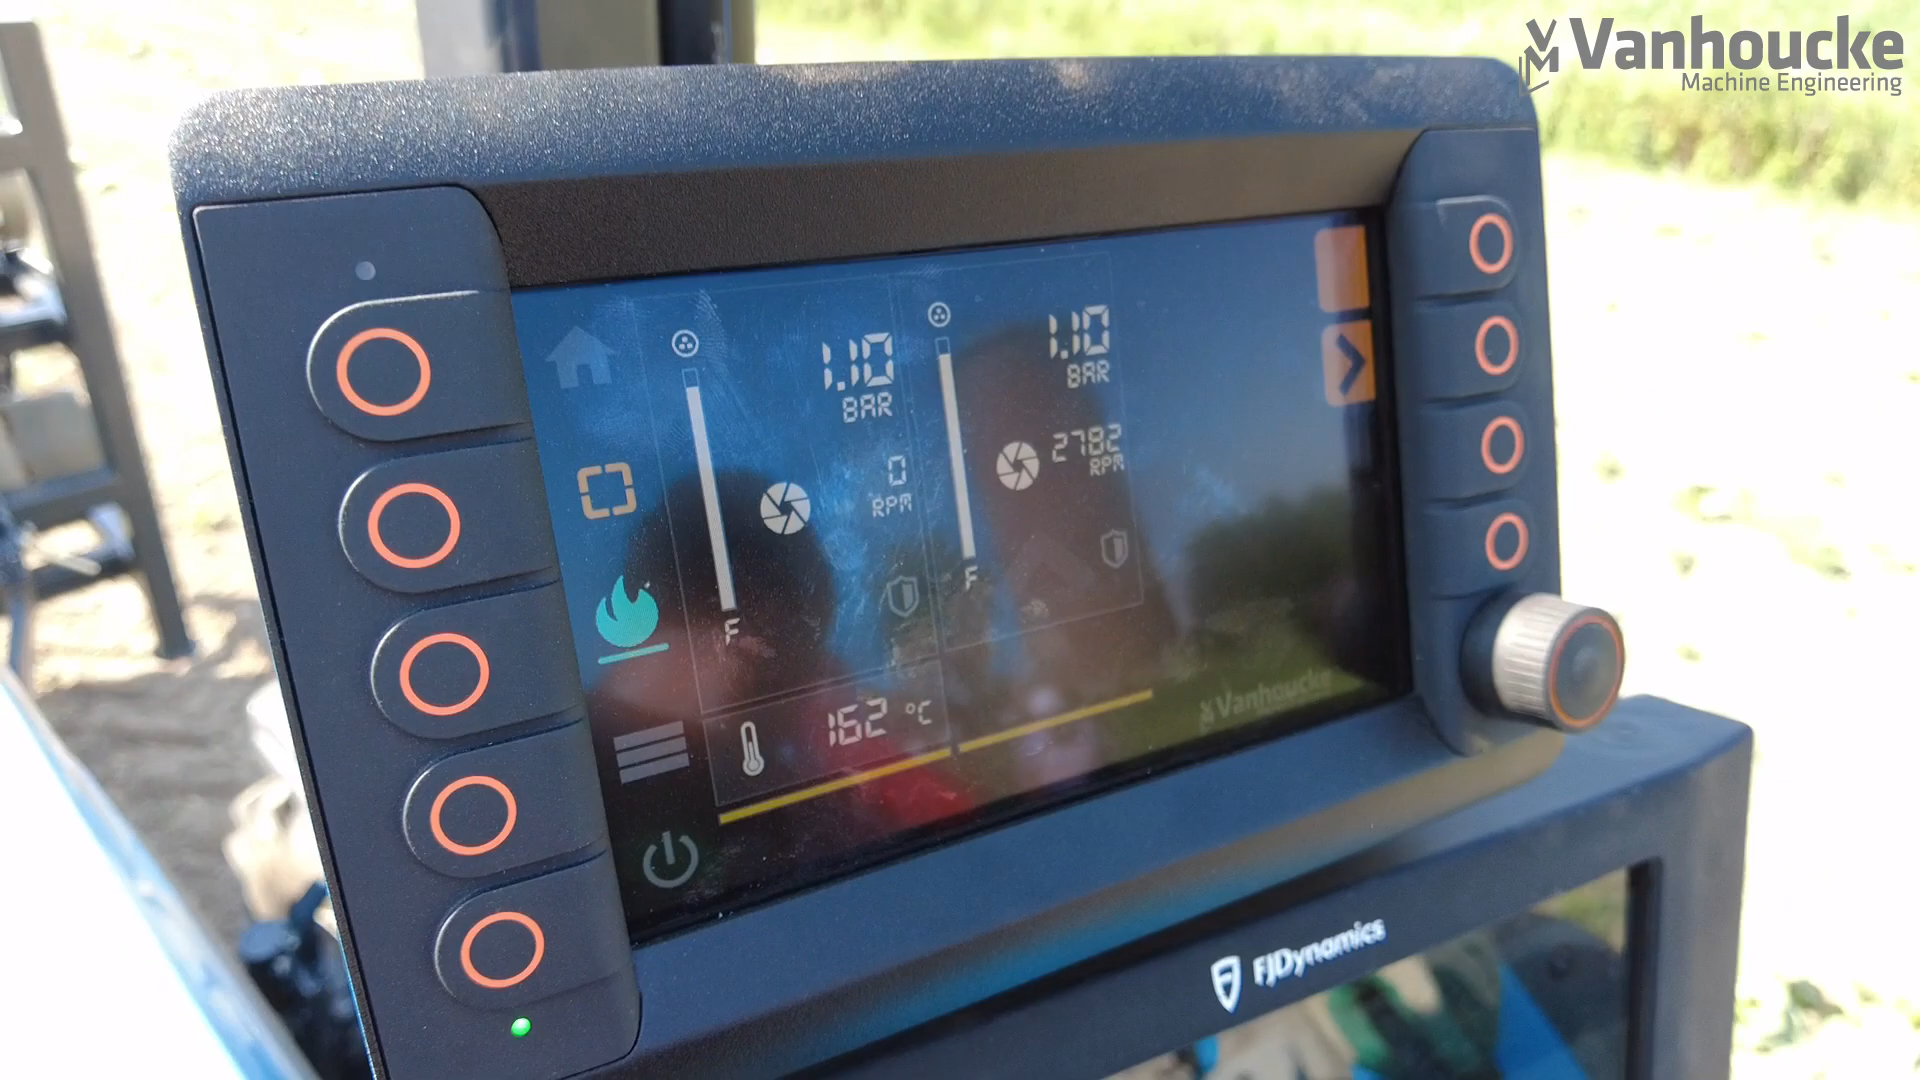 Vanhoucke
Machine Engineering
1.10
BAR
0
RPM
F
1.10
BAR
2782
RPM
F
162 °C
Vanhoucke
FJDynamics